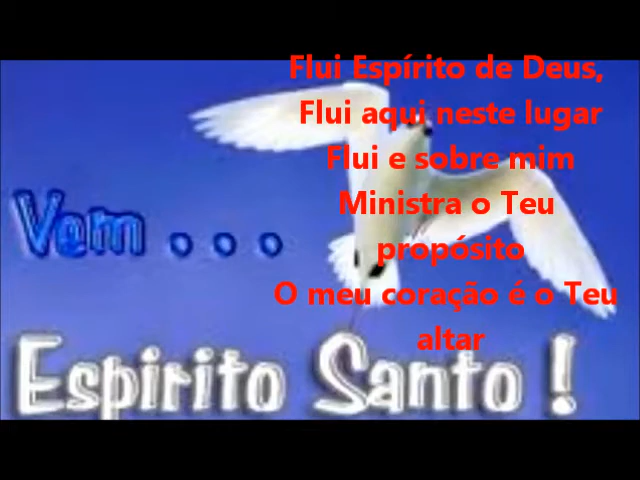 Flui Espírito de Deus,
Flui aqui neste lugar
Flui e sobre mim
Ministra o Teu
propósito
O meu coração é o Teu
altar
Vem . . .
Espirito Santo !